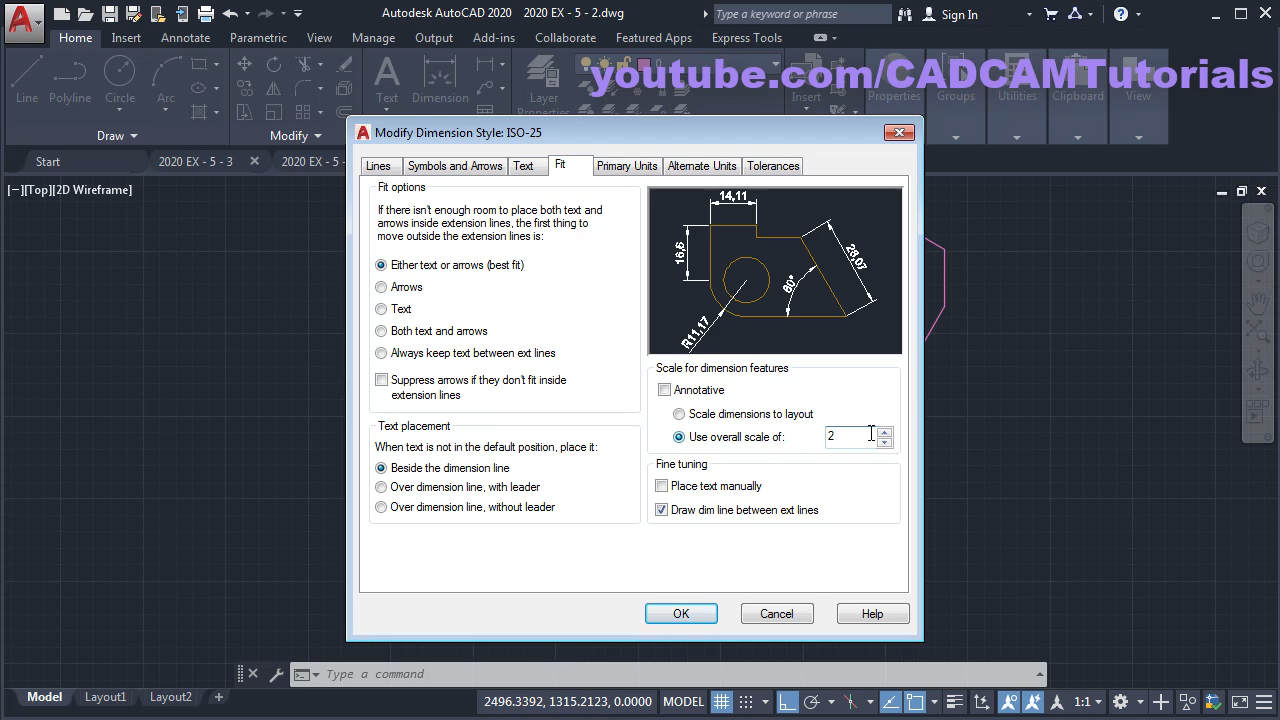 Autodesk AutoCAD 2020 2020 EX - 5 - 2.dwg
Type a keyword or phrase
Sign In
Home Insert Annotate Parametric View Manage Output Add-ins Collaborate Featured Apps Express Tools
youtube.com/CADCAMTutorials
Line Polyline Circle Arc Text Dimension Layer Insert Properties Groups Utilities Clipboard View
Properties
Draw Modify
Start 2020 EX - 5 - 3 2020 EX - 5
[−][Top][2D Wireframe]
Modify Dimension Style: ISO-25
Lines Symbols and Arrows Text Fit Primary Units Alternate Units Tolerances
Fit options
If there isn't enough room to place both text and
arrows inside extension lines, the first thing to
move outside the extension lines is:
Either text or arrows (best fit)
Arrows
Text
Both text and arrows
Always keep text between ext lines
Suppress arrows if they don't fit inside
extension lines
Text placement
When text is not in the default position, place it:
Beside the dimension line
Over dimension line, with leader
Over dimension line, without leader
14,11
16,6
28,07
60°
R11,17
Scale for dimension features
Annotative
Scale dimensions to layout
Use overall scale of: 2
Fine tuning
Place text manually
Draw dim line between ext lines
OK Cancel Help
Type a command
Model Layout1 Layout2 +
2496.3392, 1315.2123, 0.0000 MODEL 1:1